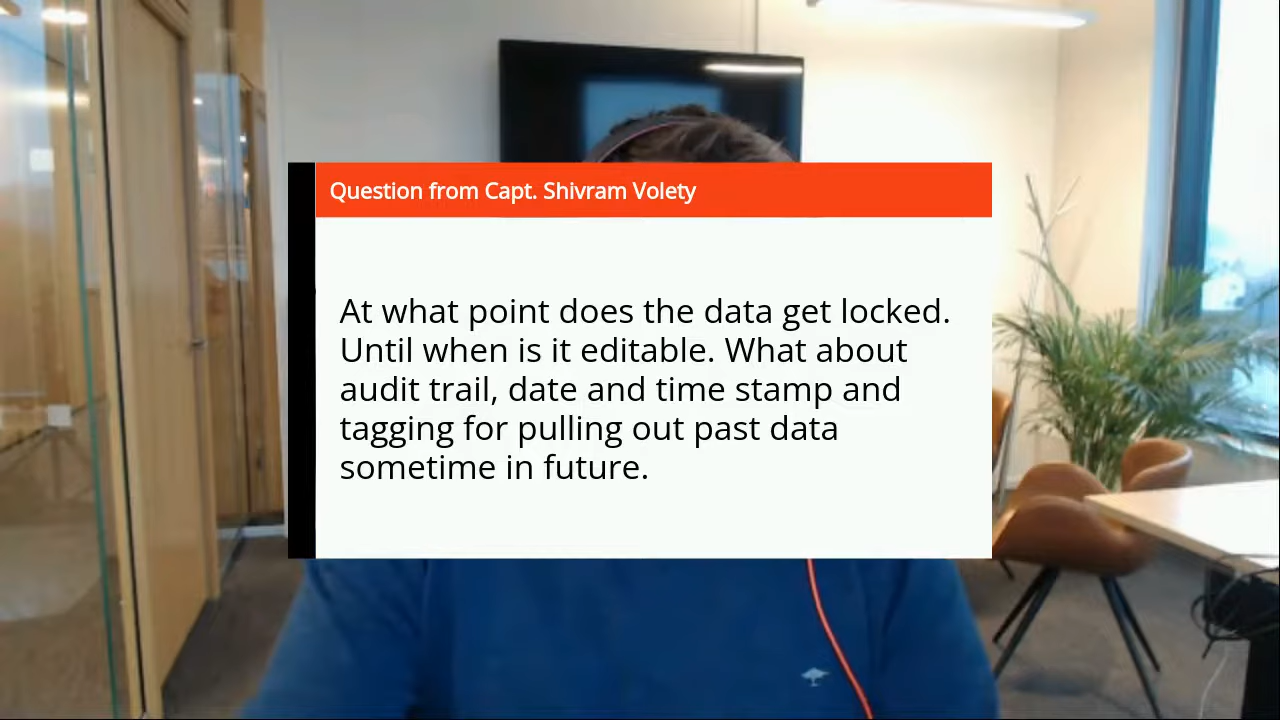 Question from Capt. Shivram Volety
At what point does the data get locked.
Until when is it editable. What about
audit trail, date and time stamp and
tagging for pulling out past data
sometime in future.